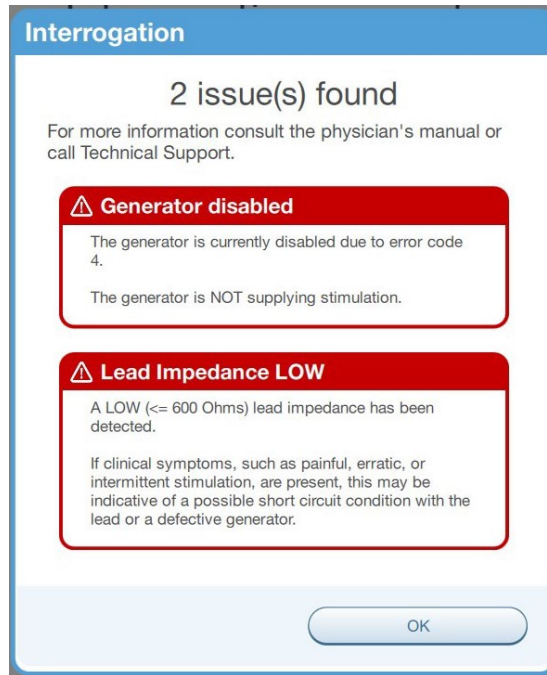 Interrogation
2 issue(s) found
For more information consult the physician's manual or
call Technical Support.
Generator disabled
The generator is currently disabled due to error code
4.
The generator is NOT supplying stimulation.
Lead Impedance LOW
A LOW (<= 600 Ohms) lead impedance has been
detected.
If clinical symptoms, such as painful, erratic, or
intermittent stimulation, are present, this may be
indicative of a possible short circuit condition with the
lead or a defective generator.
OK